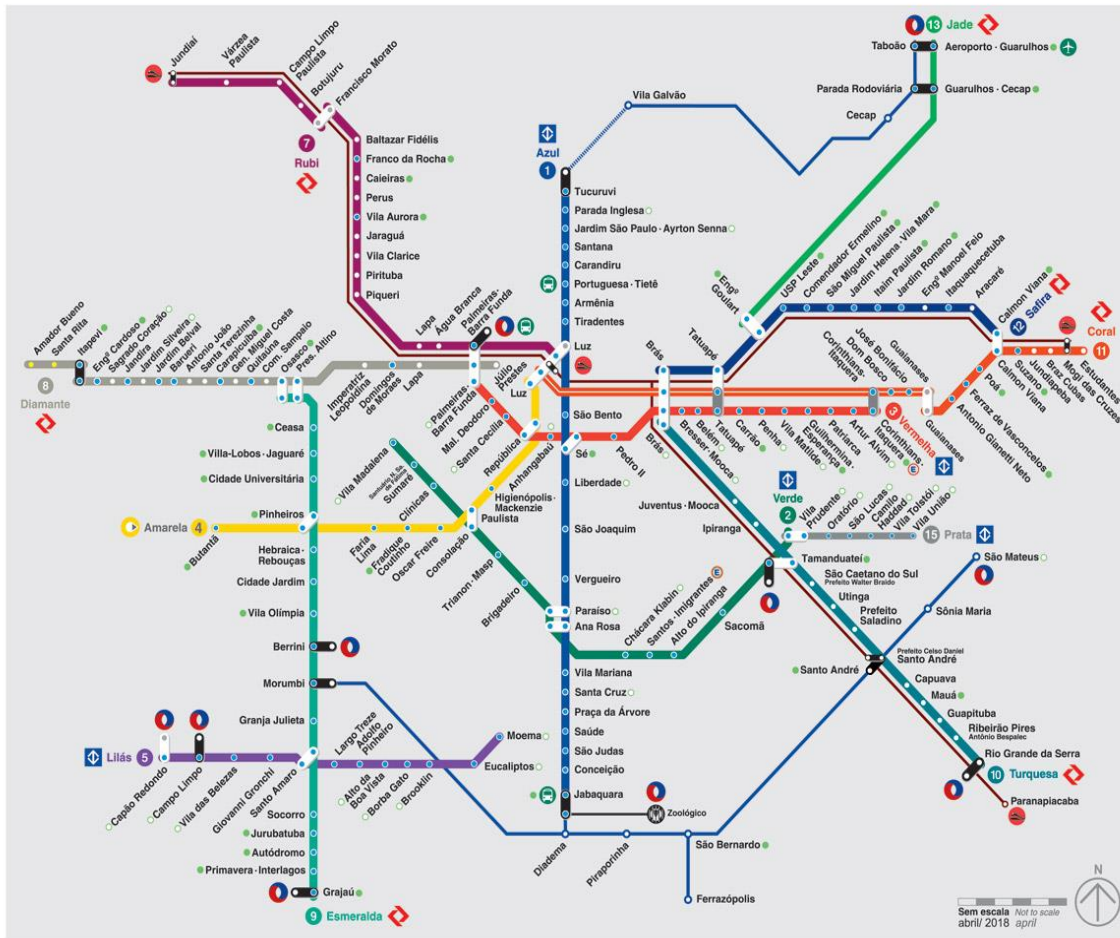 Jundiaí
Várzea
Paulista
Campo Limpo
Paulista
Botujuru
Francisco Morato
7
Rubi
Baltazar Fidélis
Franco da Rocha
Caieiras
Perus
Vila Aurora
Jaraguá
Vila Clarice
Pirituba
Piqueri
Lapa
Água Branca
Palmeiras-
Barra Funda
Azul
1
Vila Galvão
Tucuruvi
Parada Inglesa
Jardim São Paulo · Ayrton Senna
Santana
Carandiru
Portuguesa · Tietê
Armênia
Tiradentes
Luz
São Bento
Sé
Liberdade
São Joaquim
Vergueiro
Paraíso
Ana Rosa
Vila Mariana
Santa Cruz
Praça da Árvore
Saúde
São Judas
Conceição
Jabaquara
Zoológico
13 Jade
Taboão
Aeroporto · Guarulhos
Parada Rodoviária
Guarulhos · Cecap
Cecap
Engº
Goulart
USP Leste
Comendador Ermelino
São Miguel Paulista
Jardim Helena · Vila Mara
Itaim Paulista
Jardim Romano
Engº Manoel Feio
Itaquaquecetuba
Aracaré
Calmon Viana
12
Safira
Coral
11
Estudantes
Mogi das Cruzes
Braz Cubas
Jundiapeba
Suzano
Calmon Viana
Poá
Ferraz de Vasconcelos
Antonio Gianetti Neto
Guaianases
Guaianases
José Bonifácio
Dom Bosco
Corinthians-
Itaquera
Brás
Tatuapé
Amador Bueno
Santa Rita
Itapevi
Engº Cardoso
Sagrado Coração
Jandira
Jardim Silveira
Jardim Belval
Barueri
Antonio João
Santa Terezinha
Carapicuíba
Gen. Miguel Costa
Quitaúna
Com. Sampaio
Osasco
Pres. Altino
Imperatriz
Leopoldina
Domingos
de Moraes
Lapa
Palmeiras-
Barra Funda
Júlio
Prestes
Luz
8
Diamante
Mal. Deodoro
Santa Cecília
República
Anhangabaú
Pedro II
Brás
Bresser · Mooca
Belém
Tatuapé
Carrão
Penha
Vila Matilde
Guilhermina-
Esperança
Patriarca
Artur Alvim
Corinthians-
Itaquera
E
3
Vermelha
Ceasa
Villa-Lobos · Jaguaré
Cidade Universitária
Pinheiros
Hebraica-
Rebouças
Cidade Jardim
Vila Olímpia
Berrini
Morumbi
Granja Julieta
Santo Amaro
Socorro
Jurubatuba
Autódromo
Primavera · Interlagos
Grajaú
9 Esmeralda
Amarela 4
Butantã
Faria
Lima
Fradique
Coutinho
Oscar Freire
Paulista
Higienópolis-
Mackenzie
Vila Madalena
Santuário N. Sa.
de Fátima
Sumaré
Clínicas
Consolação
Trianon · Masp
Brigadeiro
Chácara Klabin
Santos · Imigrantes
E
Alto do Ipiranga
Sacomã
Tamanduateí
Vila
Prudente
Verde
2
Oratório
São Lucas
Camilo
Haddad
Vila Tolstói
Vila União
15 Prata
São Mateus
Sônia Maria
Juventus · Mooca
Ipiranga
São Caetano do Sul
Prefeito Walter Braido
Utinga
Prefeito
Saladino
Prefeito Celso Daniel
Santo André
Santo André
Capuava
Mauá
Guapituba
Ribeirão Pires
Antônio Bespalec
Rio Grande da Serra
10 Turquesa
Paranapiacaba
Lilás 5
Capão Redondo
Campo Limpo
Vila das Belezas
Giovanni Gronchi
Largo Treze
Adolfo
Pinheiro
Alto da
Boa Vista
Borba Gato
Brooklin
Eucaliptos
Moema
Diadema
Piraporinha
São Bernardo
Ferrazópolis
N
Sem escala Not to scale
abril/ 2018 april